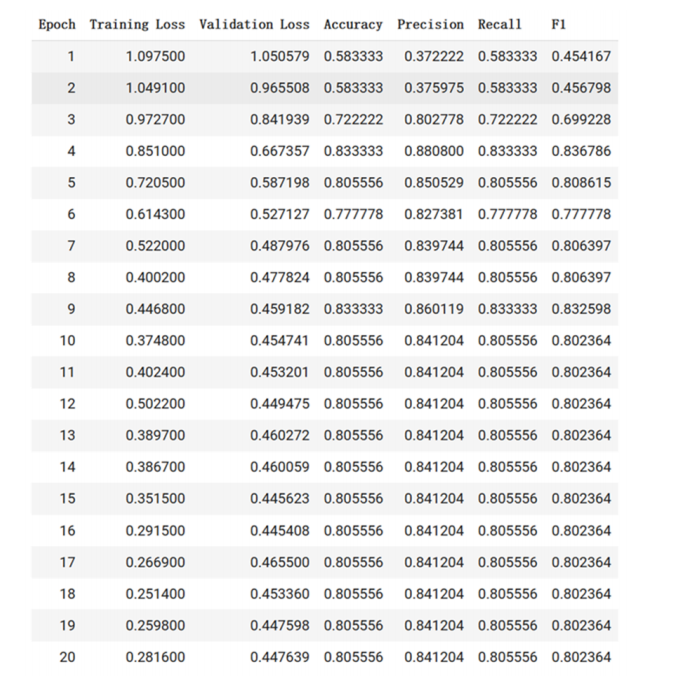 Epoch Training Loss Validation Loss Accuracy Precision Recall F1
1 1.097500 1.050579 0.583333 0.372222 0.583333 0.454167
2 1.049100 0.965508 0.583333 0.375975 0.583333 0.456798
3 0.972700 0.841939 0.722222 0.802778 0.722222 0.699228
4 0.851000 0.667357 0.833333 0.880800 0.833333 0.836786
5 0.720500 0.587198 0.805556 0.850529 0.805556 0.808615
6 0.614300 0.527127 0.777778 0.827381 0.777778 0.777778
7 0.522000 0.487976 0.805556 0.839744 0.805556 0.806397
8 0.400200 0.477824 0.805556 0.839744 0.805556 0.806397
9 0.446800 0.459182 0.833333 0.860119 0.833333 0.832598
10 0.374800 0.454741 0.805556 0.841204 0.805556 0.802364
11 0.402400 0.453201 0.805556 0.841204 0.805556 0.802364
12 0.502200 0.449475 0.805556 0.841204 0.805556 0.802364
13 0.389700 0.460272 0.805556 0.841204 0.805556 0.802364
14 0.386700 0.460059 0.805556 0.841204 0.805556 0.802364
15 0.351500 0.445623 0.805556 0.841204 0.805556 0.802364
16 0.291500 0.445408 0.805556 0.841204 0.805556 0.802364
17 0.266900 0.465500 0.805556 0.841204 0.805556 0.802364
18 0.251400 0.453360 0.805556 0.841204 0.805556 0.802364
19 0.259800 0.447598 0.805556 0.841204 0.805556 0.802364
20 0.281600 0.447639 0.805556 0.841204 0.805556 0.802364